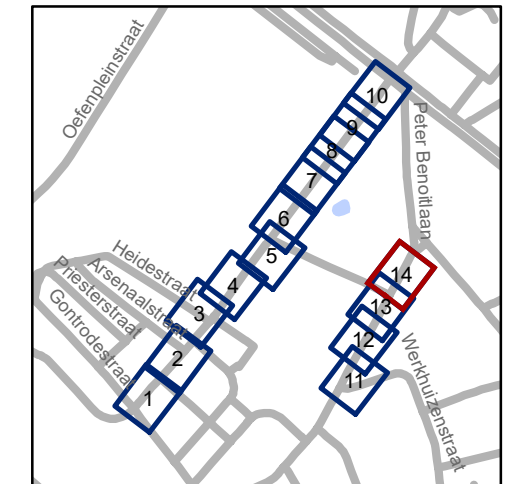 Oefenpleinstraat
10
Peter Benoitlaan
9
8
7
6
5
14
Heidestraat
4
13
Arsenaalstraat
3
Priesterstraat
12
Gontrodestraat
2
11
Werkhuizenstraat
1